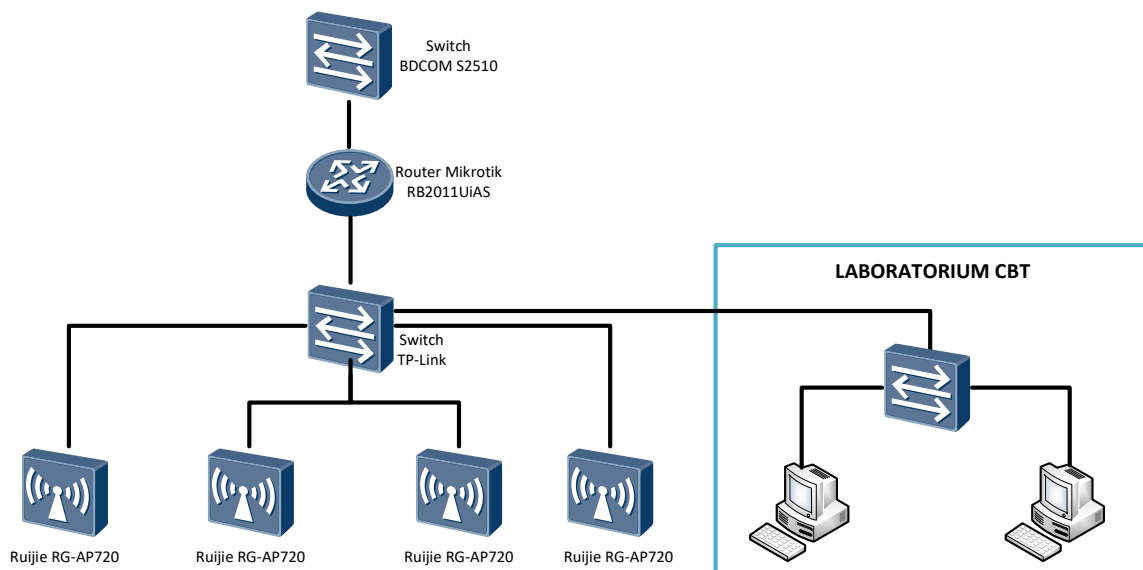 Switch
BDCOM S2510
Router Mikrotik
RB2011UiAS
LABORATORIUM CBT
Switch
TP-Link
Ruijie RG-AP720
Ruijie RG-AP720
Ruijie RG-AP720
Ruijie RG-AP720